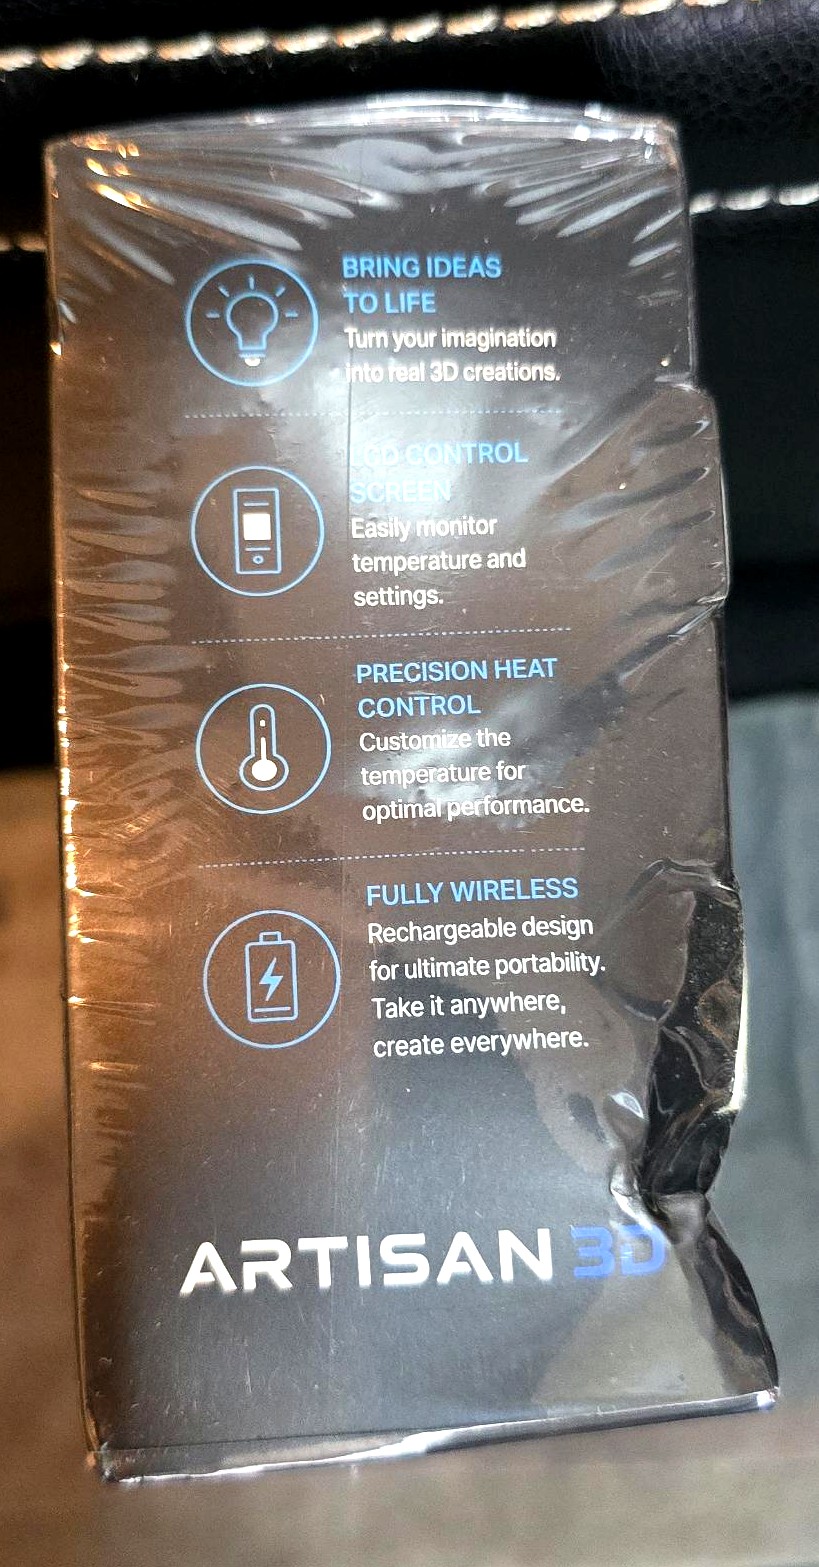 BRING IDEAS
TO LIFE
Turn your imagination
into real 3D creations.
LCD CONTROL
SCREEN
Easily monitor
temperature and
settings.
PRECISION HEAT
CONTROL
Customize the
temperature for
optimal performance.
FULLY WIRELESS
Rechargeable design
for ultimate portability.
Take it anywhere,
create everywhere.
ARTISAN 3D